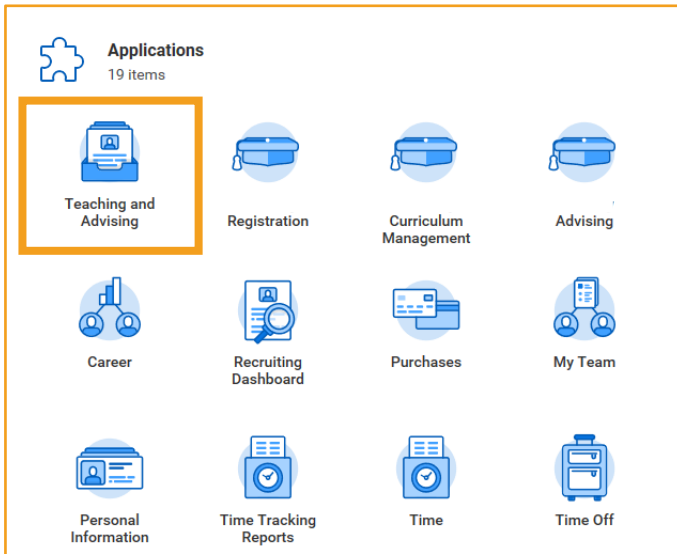 Applications
19 items
Teaching and
Advising
Registration
Curriculum
Management
Advising
Career
Recruiting
Dashboard
Purchases
My Team
Personal
Information
Time Tracking
Reports
Time
Time Off